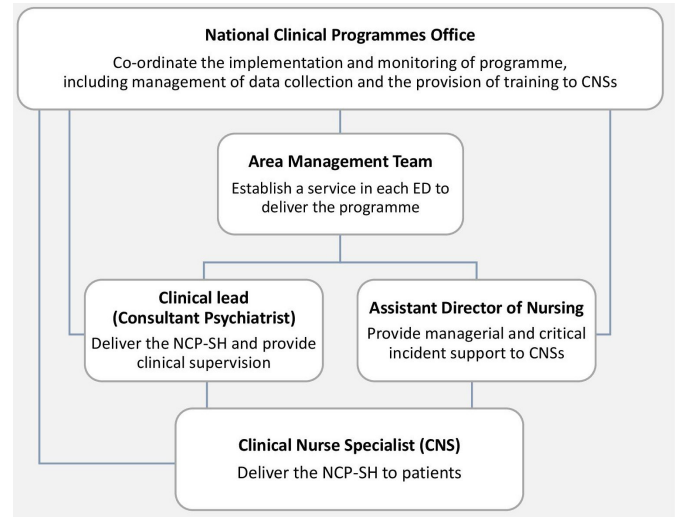 National Clinical Programmes Office
Co-ordinate the implementation and monitoring of programme,
including management of data collection and the provision of training to CNSs
Area Management Team
Establish a service in each ED to
deliver the programme
Clinical lead
(Consultant Psychiatrist)
Deliver the NCP-SH and provide
clinical supervision
Assistant Director of Nursing
Provide managerial and critical
incident support to CNSs
Clinical Nurse Specialist (CNS)
Deliver the NCP-SH to patients